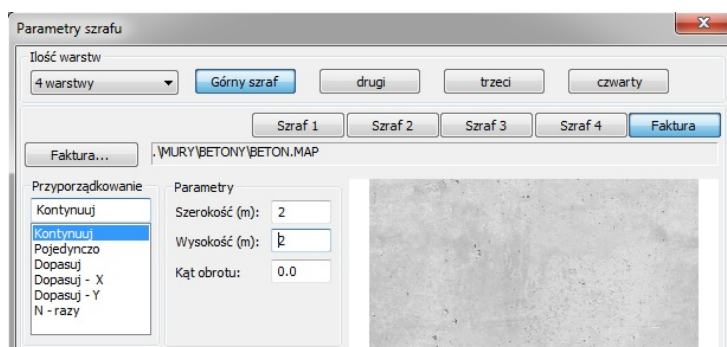 Parametry szrafu
Ilość warstw
4 warstwy Górny szraf drugi trzeci czwarty
Szraf 1 Szraf 2 Szraf 3 Szraf 4 Faktura
Faktura... .\MURY\BETONY\BETON.MAP
Przyporządkowanie Parametry
Kontynuuj Szerokość (m): 2
Kontynuuj
Pojedynczo Wysokość (m): 2
Dopasuj
Dopasuj - X Kąt obrotu: 0.0
Dopasuj - Y
N - razy